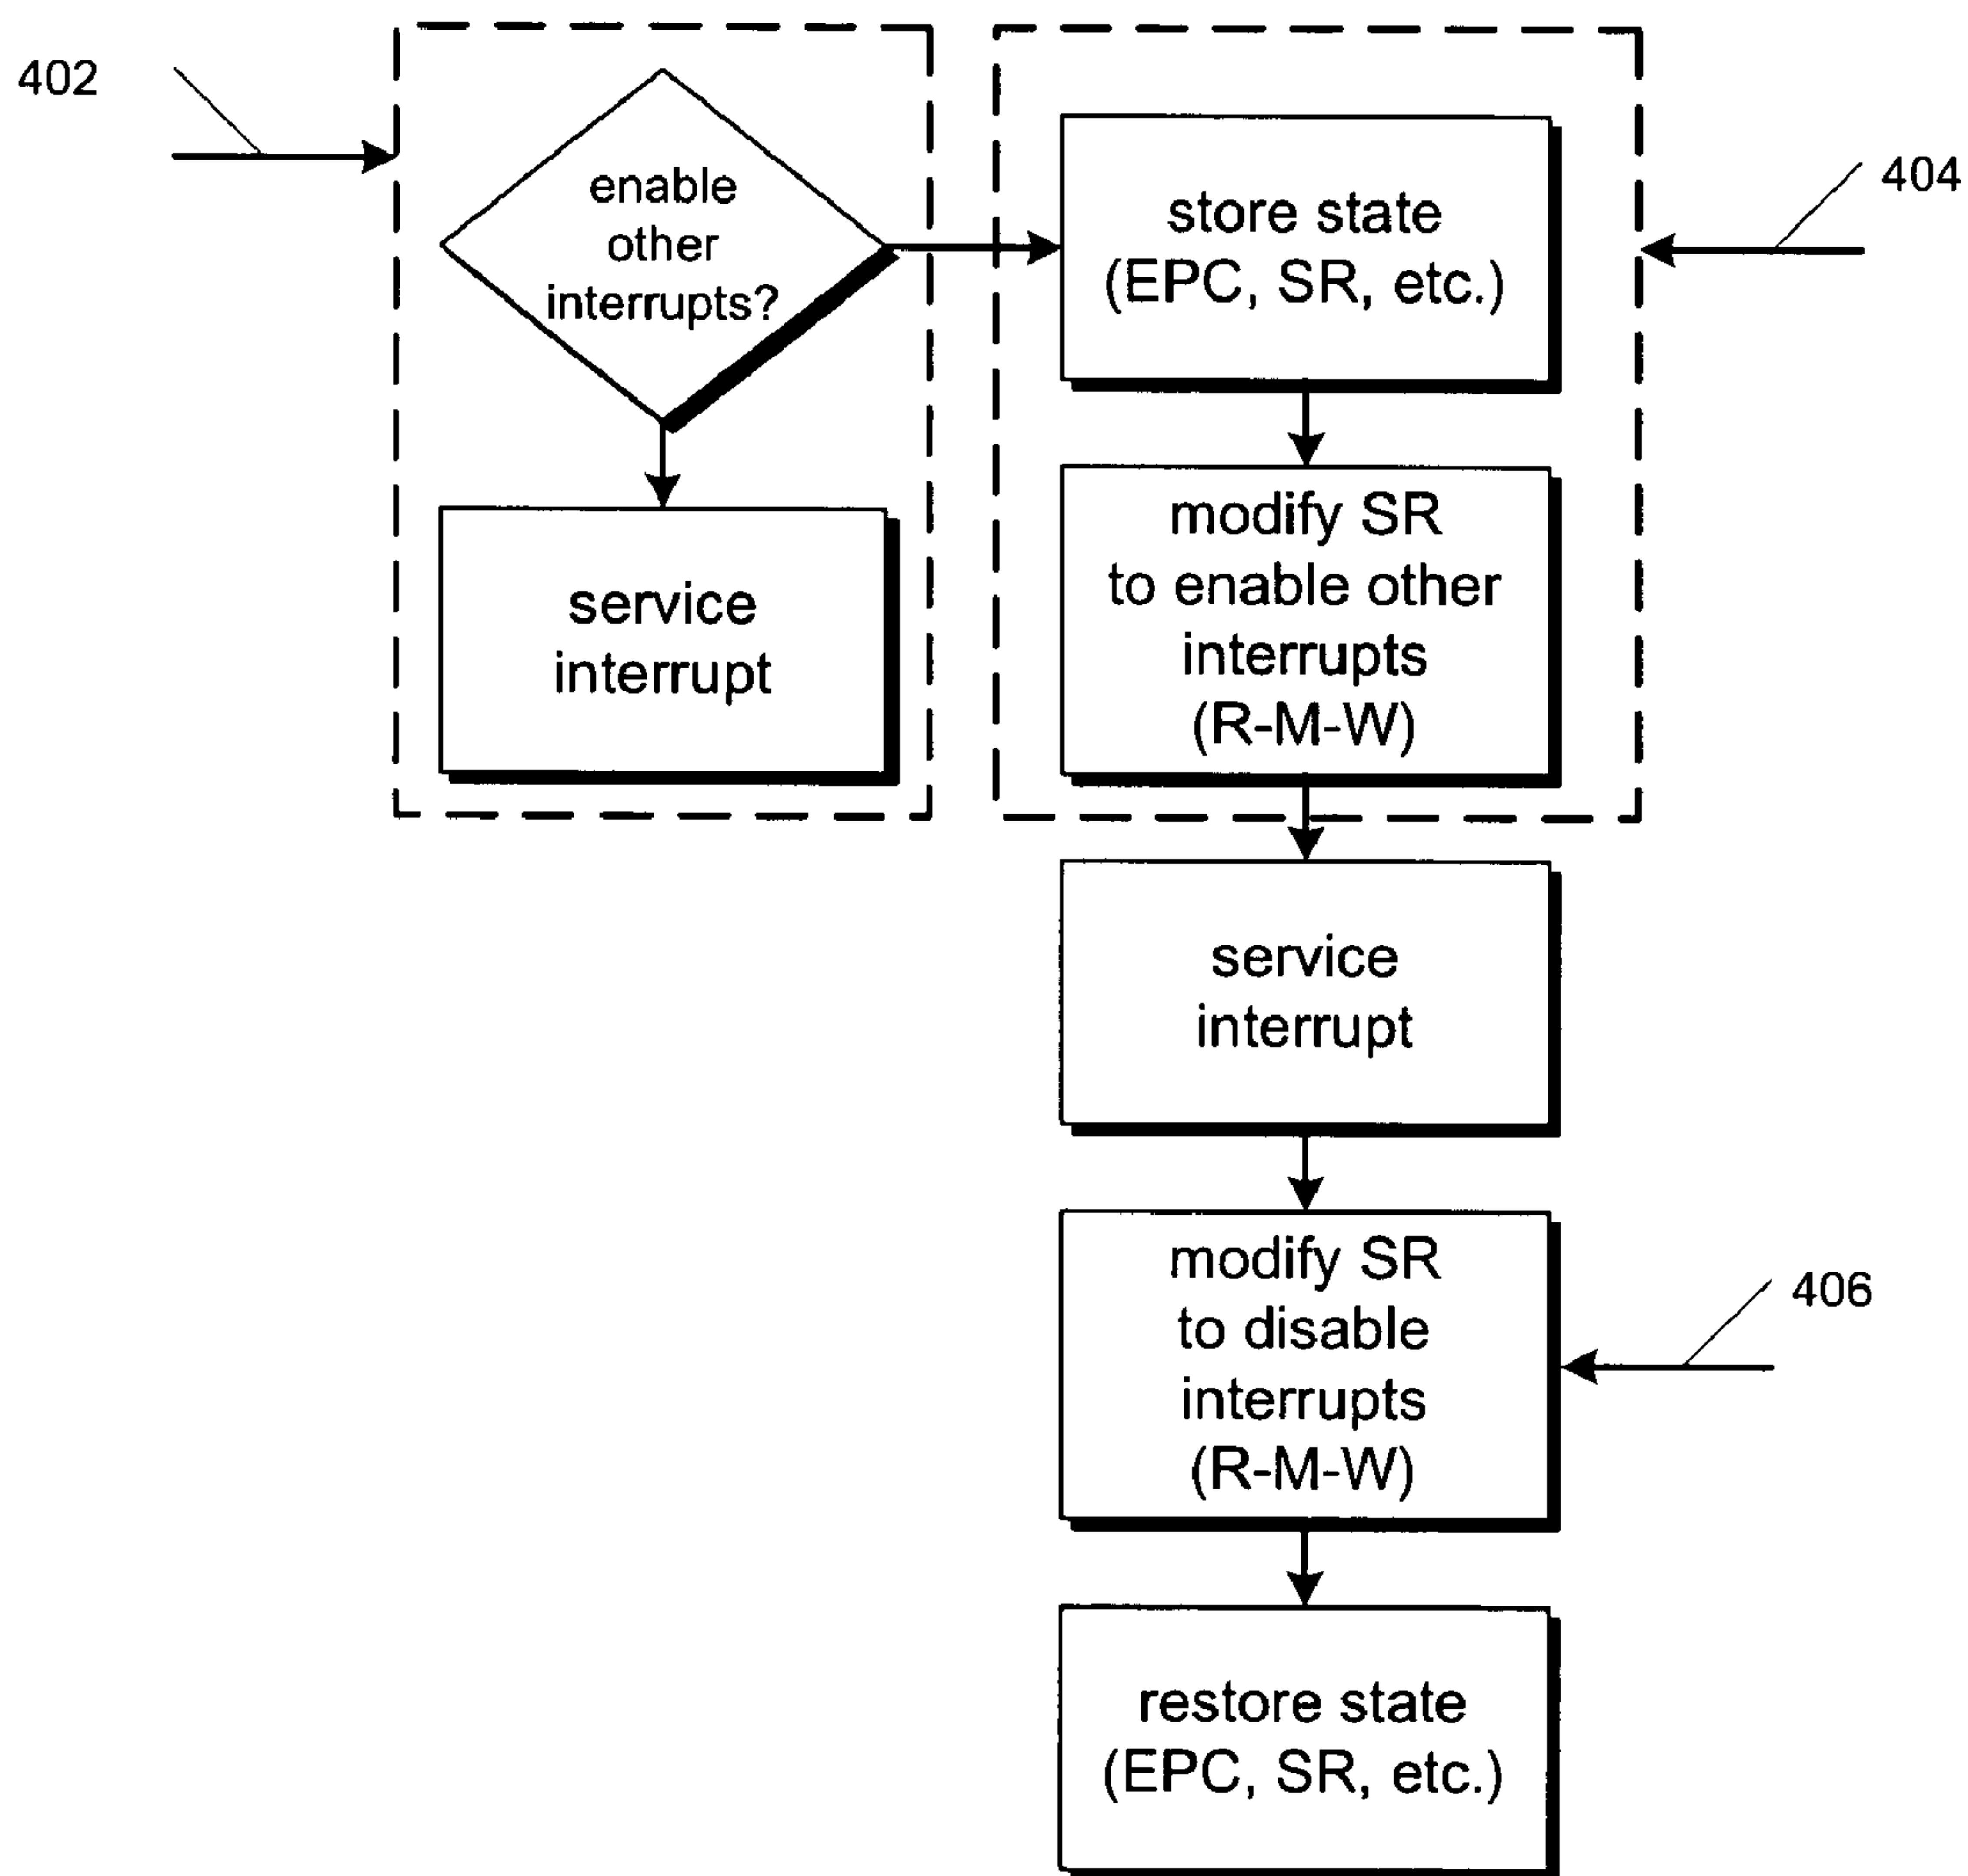 402
enable
other
interrupts?
service
interrupt
store state
(EPC, SR, etc.)
404
modify SR
to enable other
interrupts
(R-M-W)
service
interrupt
modify SR
to disable
interrupts
(R-M-W)
406
restore state
(EPC, SR, etc.)